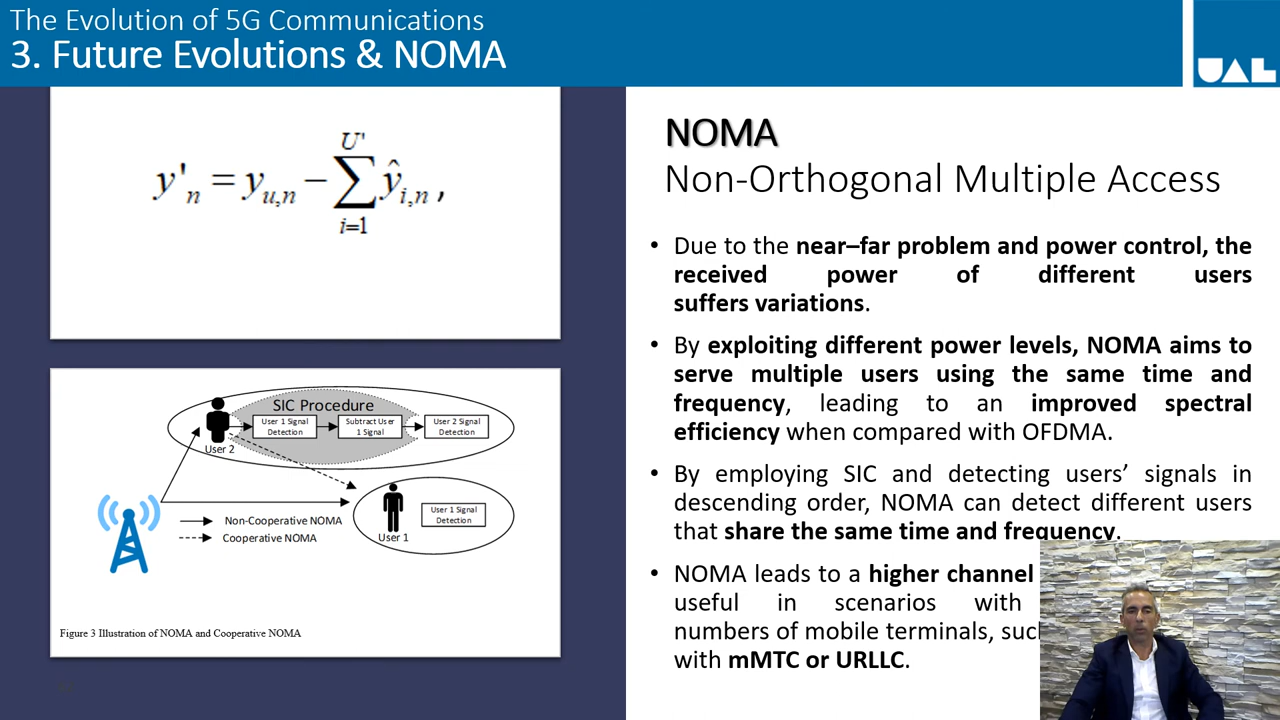 The Evolution of 5G Communications
3. Future Evolutions & NOMA
UAL
y'n = yu,n − ∑ ŷi,n ,
U'
i=1
SIC Procedure
User 1 Signal
Detection
Subtract User
1 Signal
User 2 Signal
Detection
User 2
User 1 Signal
Detection
User 1
Non-Cooperative NOMA
Cooperative NOMA
Figure 3 Illustration of NOMA and Cooperative NOMA
NOMA
Non-Orthogonal Multiple Access
• Due to the near–far problem and power control, the
received power of different users
suffers variations.
• By exploiting different power levels, NOMA aims to
serve multiple users using the same time and
frequency, leading to an improved spectral
efficiency when compared with OFDMA.
• By employing SIC and detecting users’ signals in
descending order, NOMA can detect different users
that share the same time and frequency.
• NOMA leads to a higher channel
useful in scenarios with
numbers of mobile terminals, such
with mMTC or URLLC.